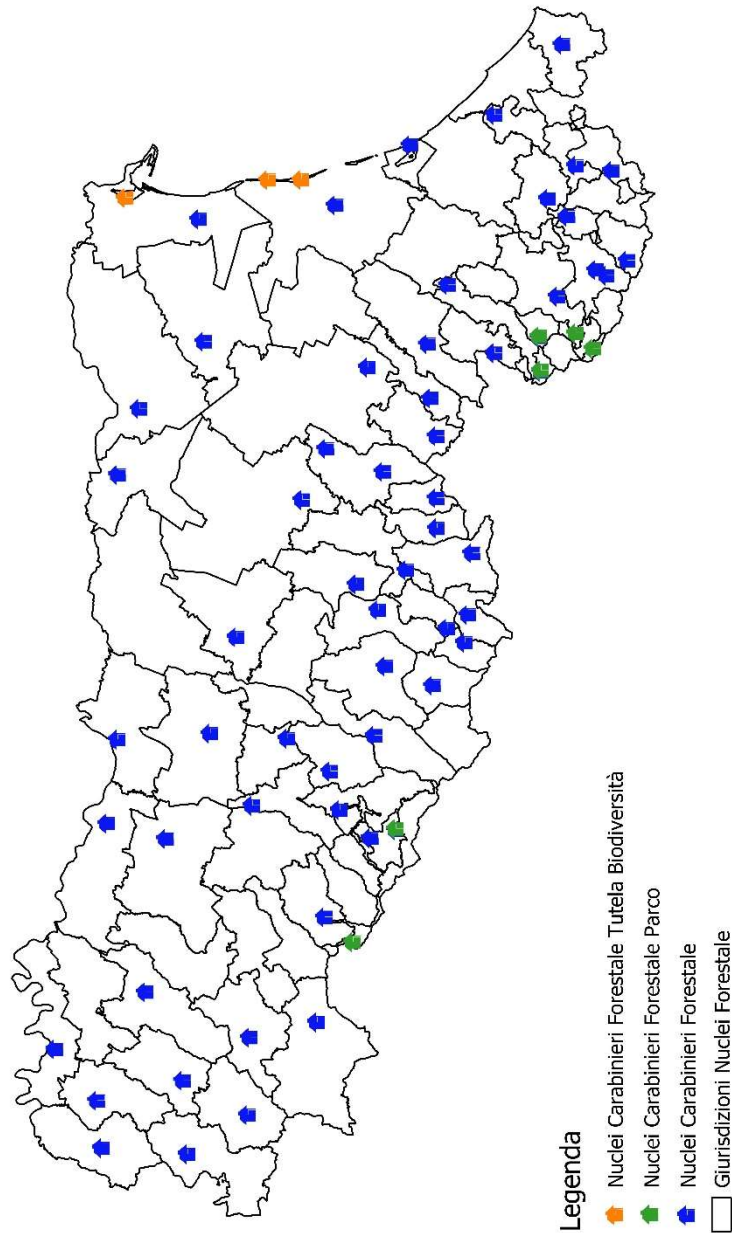 Legenda
Nuclei Carabinieri Forestale Tutela Biodiversità
Nuclei Carabinieri Forestale Parco
Nuclei Carabinieri Forestale
Giurisdizioni Nuclei Forestale